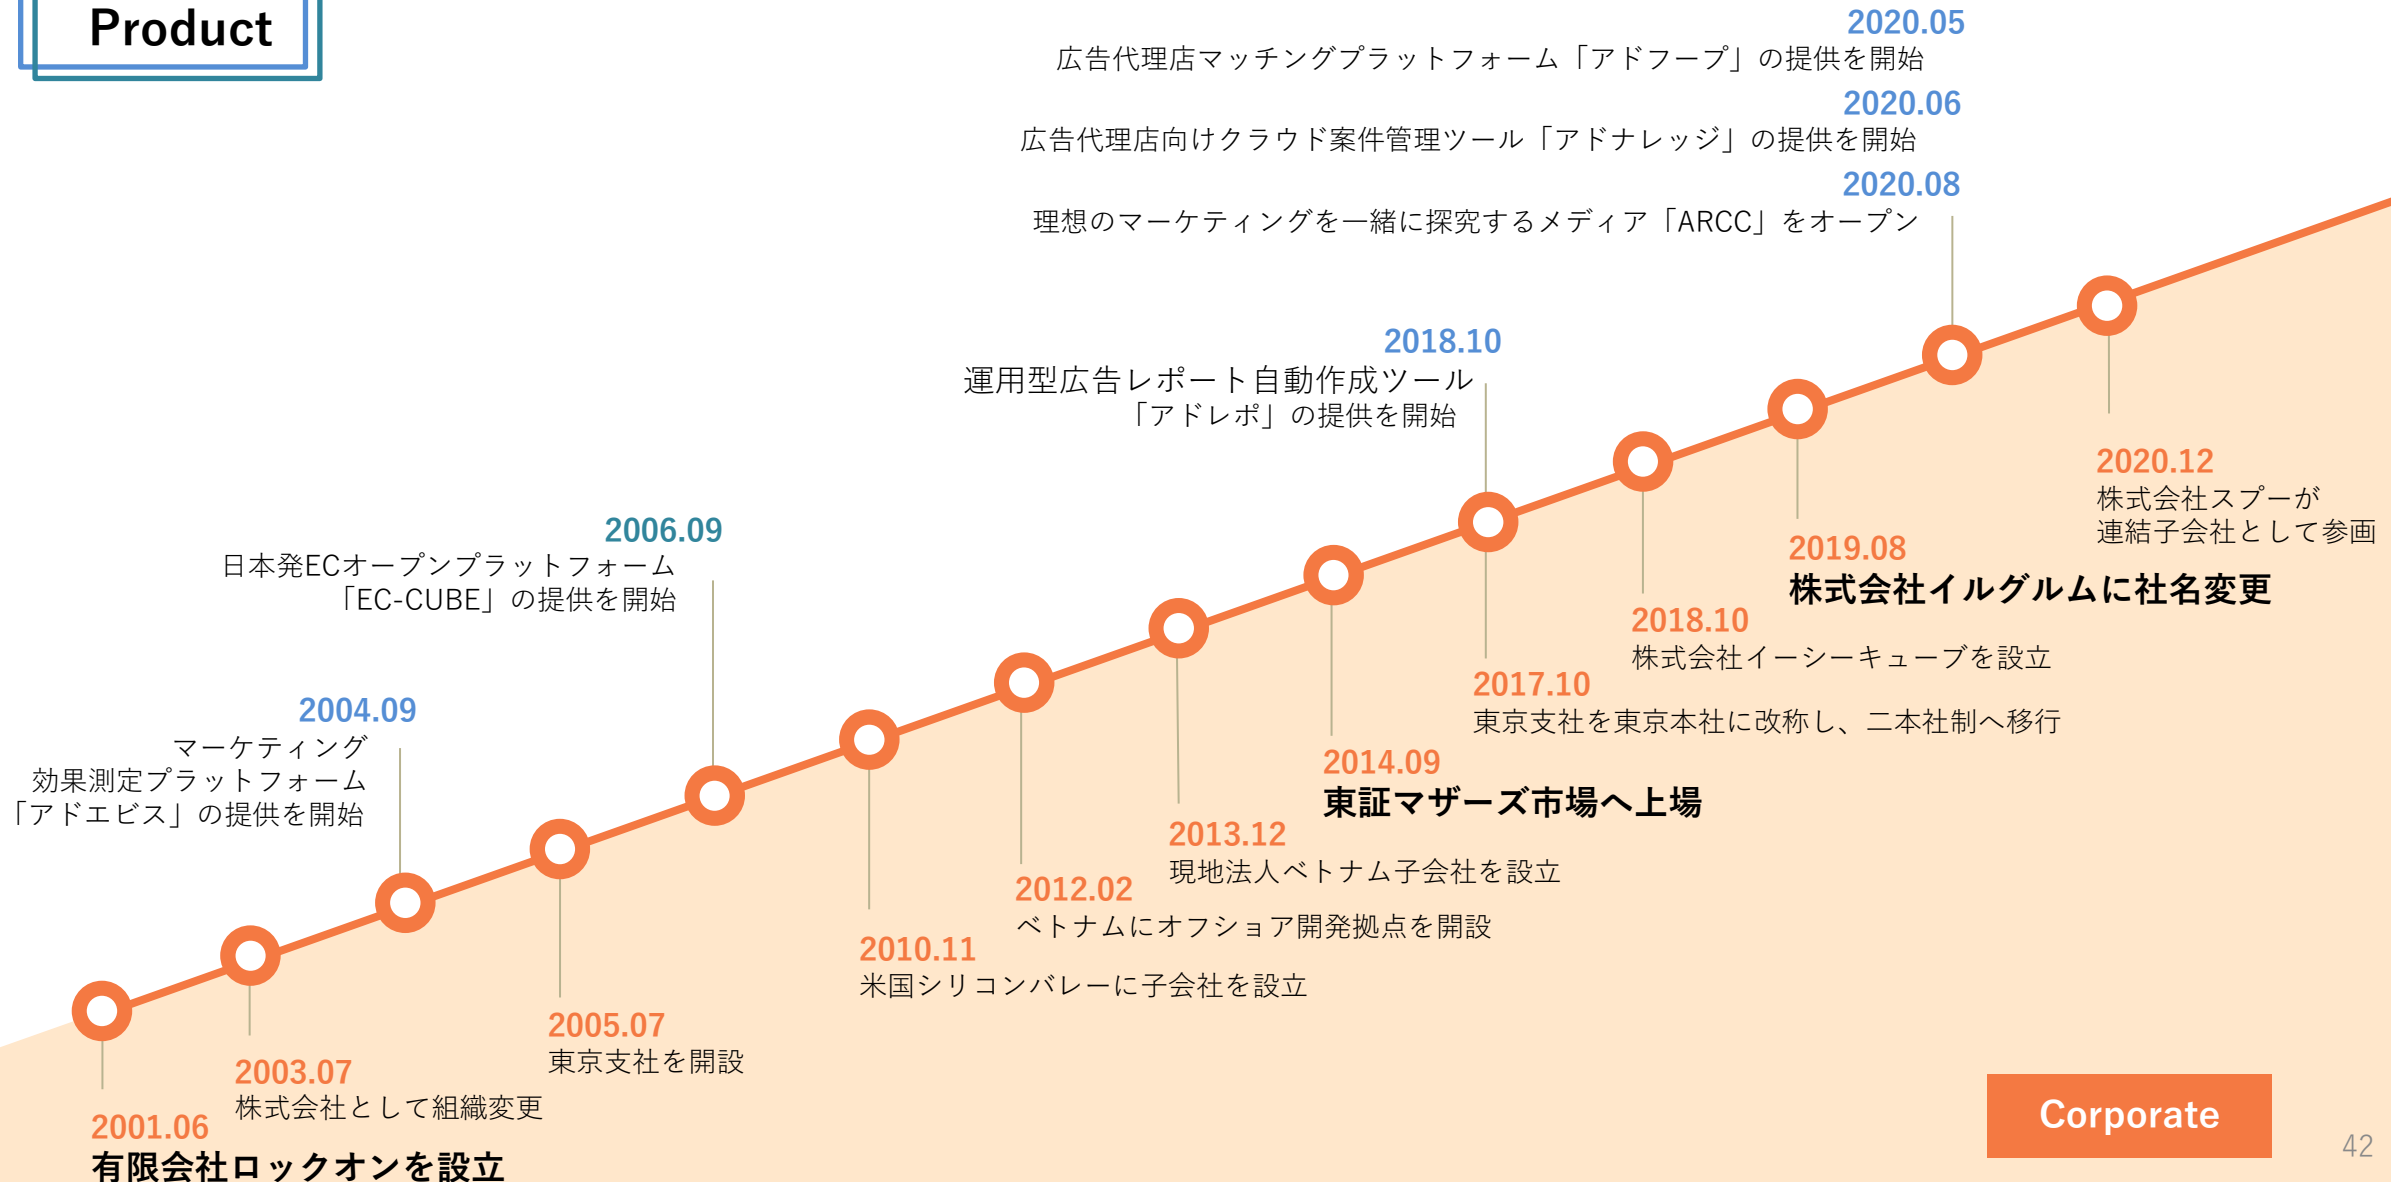 Product
2020.05
広告代理店マッチングプラットフォーム「アドフープ」の提供を開始
2020.06
広告代理店向けクラウド案件管理ツール「アドナレッジ」の提供を開始
2020.08
理想のマーケティングを一緒に探究するメディア「ARCC」をオープン
2018.10
運用型広告レポート自動作成ツール
「アドレポ」の提供を開始
2006.09
日本発ECオープンプラットフォーム
「EC-CUBE」の提供を開始
2004.09
マーケティング
効果測定プラットフォーム
「アドエビス」の提供を開始
2001.06
有限会社ロックオンを設立
2003.07
株式会社として組織変更
2005.07
東京支社を開設
2010.11
米国シリコンバレーに子会社を設立
2012.02
ベトナムにオフショア開発拠点を開設
2013.12
現地法人ベトナム子会社を設立
2014.09
東証マザーズ市場へ上場
2017.10
東京支社を東京本社に改称し、二本社制へ移行
2018.10
株式会社イーシーキューブを設立
2019.08
株式会社イルグルムに社名変更
2020.12
株式会社スプーが
連結子会社として参画
Corporate
42